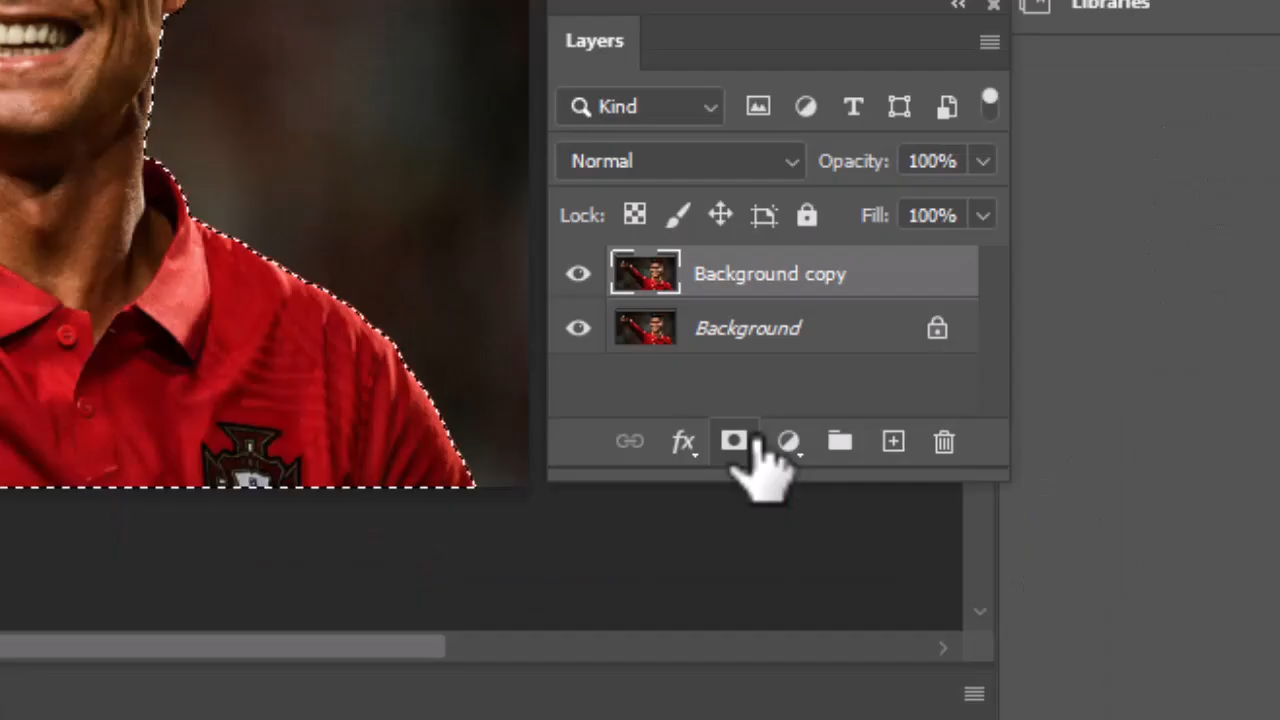 Libraries
Layers
Kind
Normal
Opacity: 100%
Lock:
Fill: 100%
Background copy
Background
fx